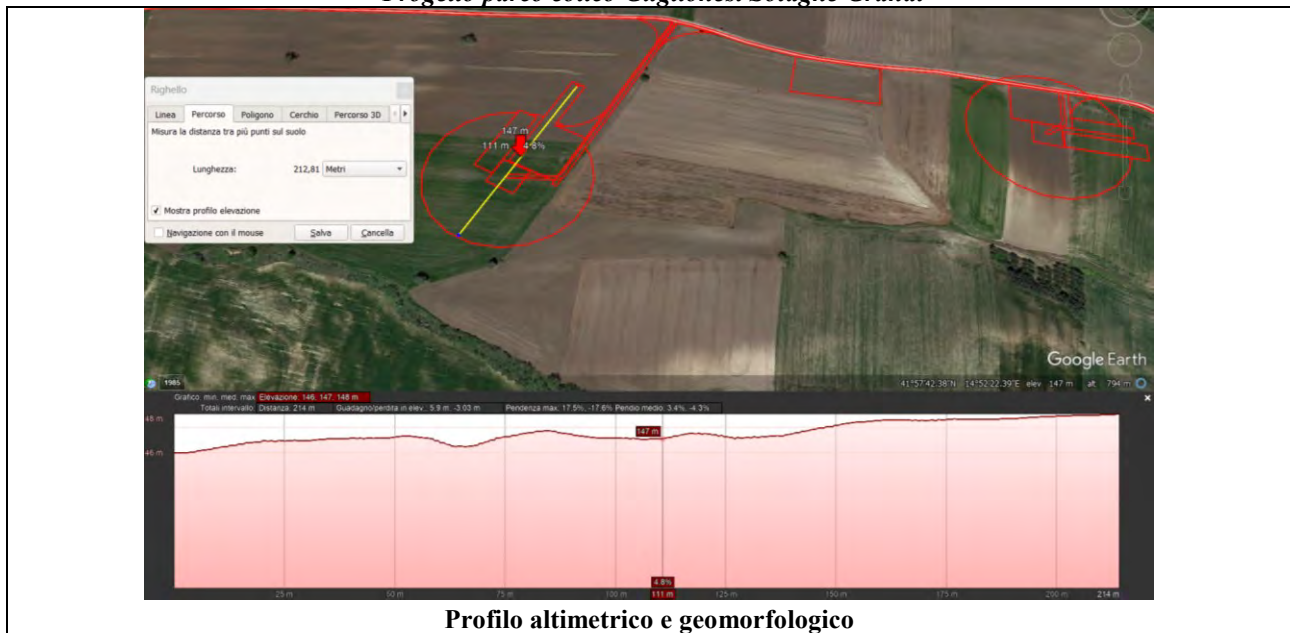 Progetto parco eolico Guglionesi Solagne Grandi
Righello
Linea Percorso Poligono Cerchio Percorso 3D
Misura la distanza tra più punti sul suolo
Lunghezza: 212,81 Metri
Mostra profilo elevazione
Navigazione con il mouse Salva Cancella
147 m
111 m 4.8%
Google Earth
1985
41°57'42.38"N 14°52'22.39"E elev 147 m alt 794 m
Grafico: min, med, max Elevazione: 146, 147, 148 m
Totali intervallo: Distanza: 214 m Guadagno/perdita in elev.: 5.9 m, -3.03 m Pendenza max: 17.5%, -17.6% Pendio medio: 3.4%, -4.3%
147 m
4.8%
25 m 50 m 75 m 100 m 111 m 125 m 150 m 175 m 200 m 214 m
Profilo altimetrico e geomorfologico